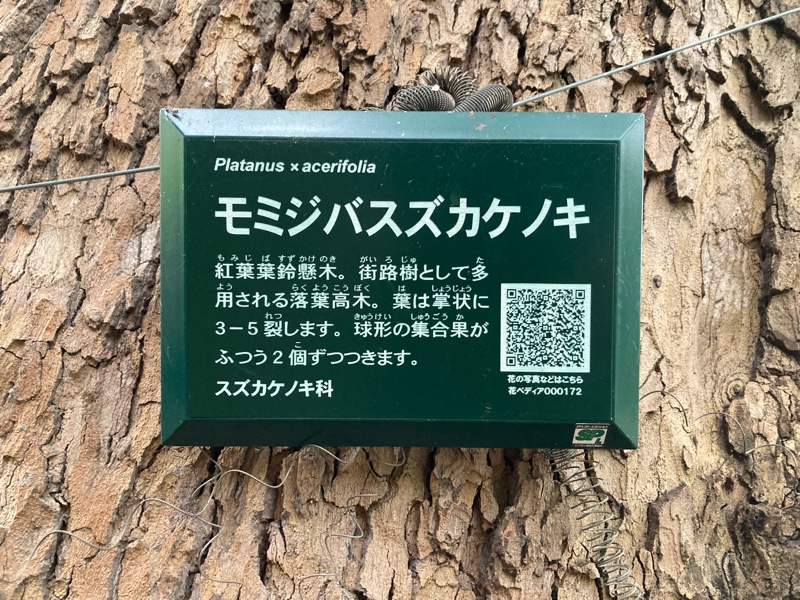 Platanus × acerifolia
モミジバスズカケノキ
もみじ ば すずかけのき がい ろ じゅ た
紅葉葉鈴懸木。街路樹として多
よう らくようこうぼく は しょうじょう
用される落葉高木。葉は掌状に
れつ きゅうけい しゅうごう か
3−5裂します。球形の集合果が
こ
ふつう2個ずつつきます。
スズカケノキ科
花の写真などはこちら
花ペディア000172